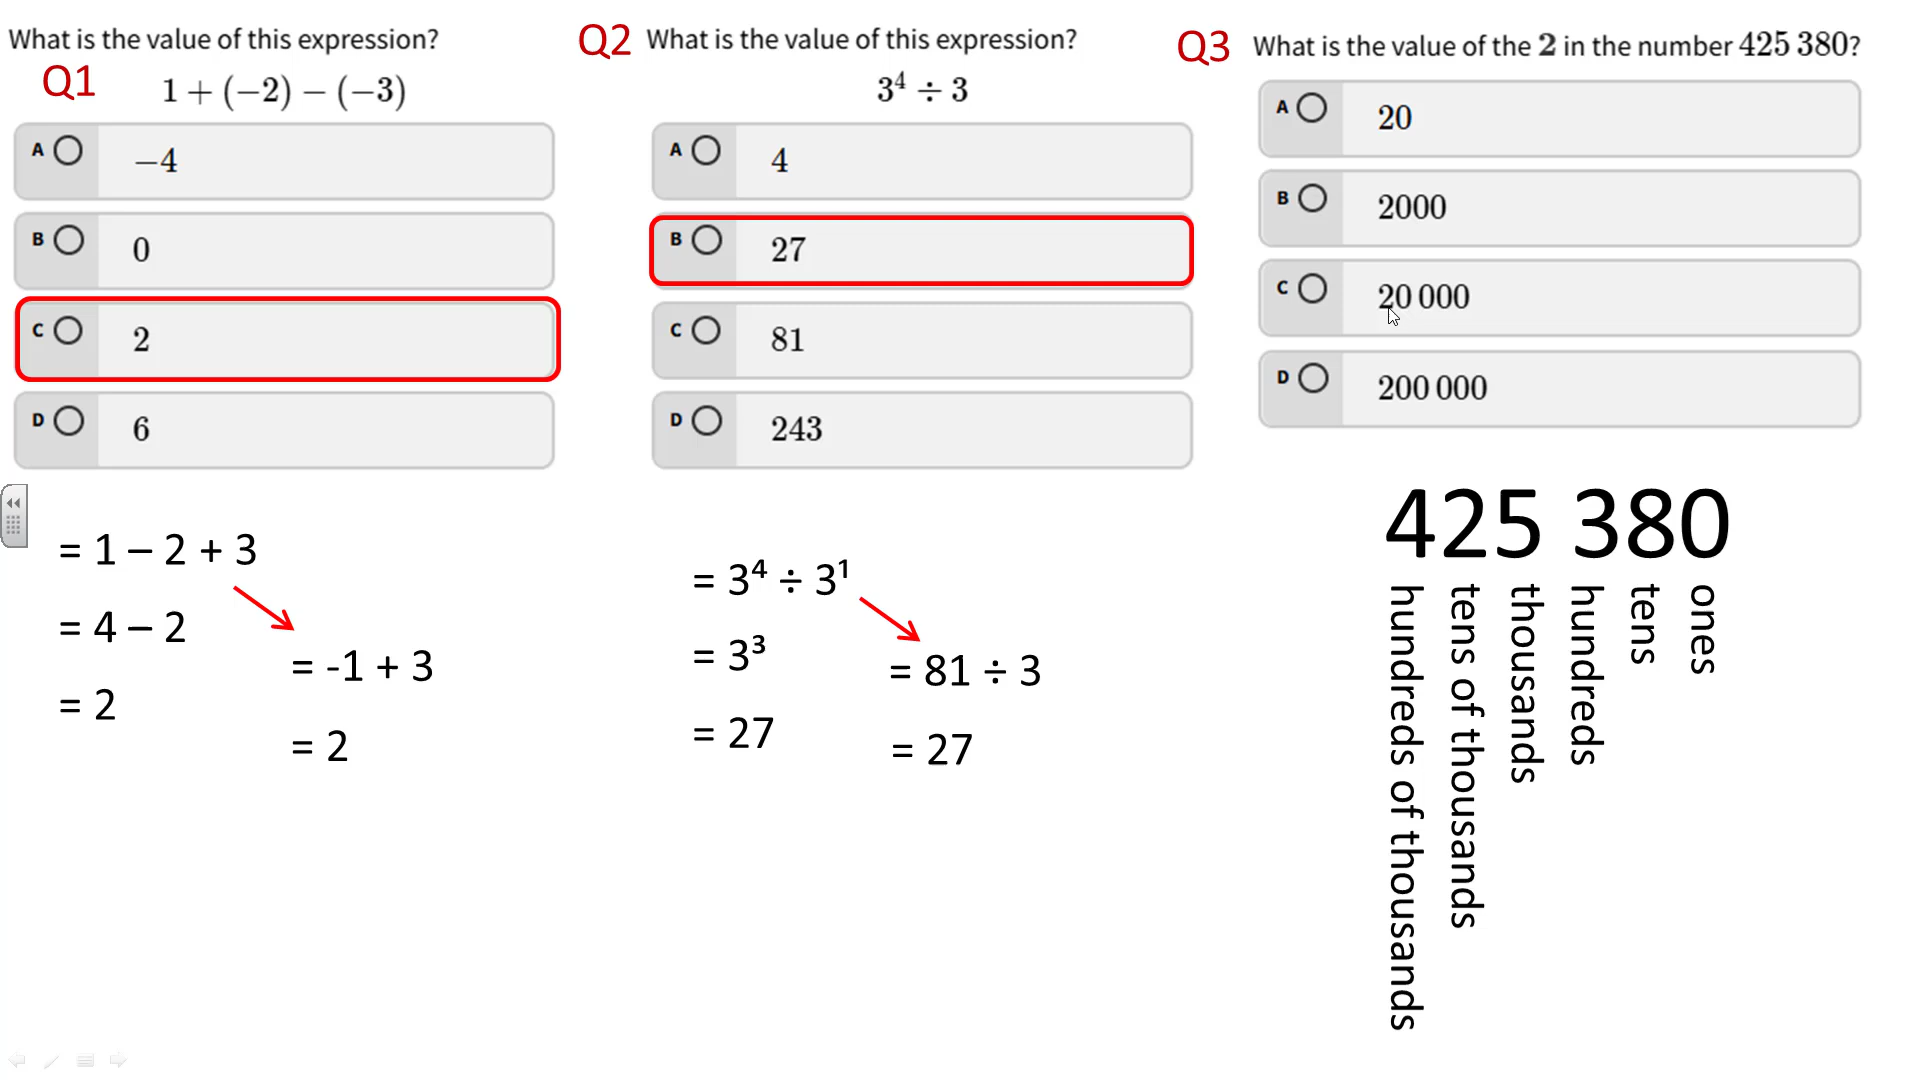 What is the value of this expression?
Q1
1 + (−2) − (−3)
A −4
B 0
C 2
D 6
= 1 – 2 + 3
= 4 – 2
= 2
= -1 + 3
= 2
Q2 What is the value of this expression?
3⁴ ÷ 3
A 4
B 27
C 81
D 243
= 3⁴ ÷ 3¹
= 3³
= 27
= 81 ÷ 3
= 27
Q3 What is the value of the 2 in the number 425 380?
A 20
B 2000
C 20 000
D 200 000
425 380
hundreds of thousands
tens of thousands
thousands
hundreds
tens
ones